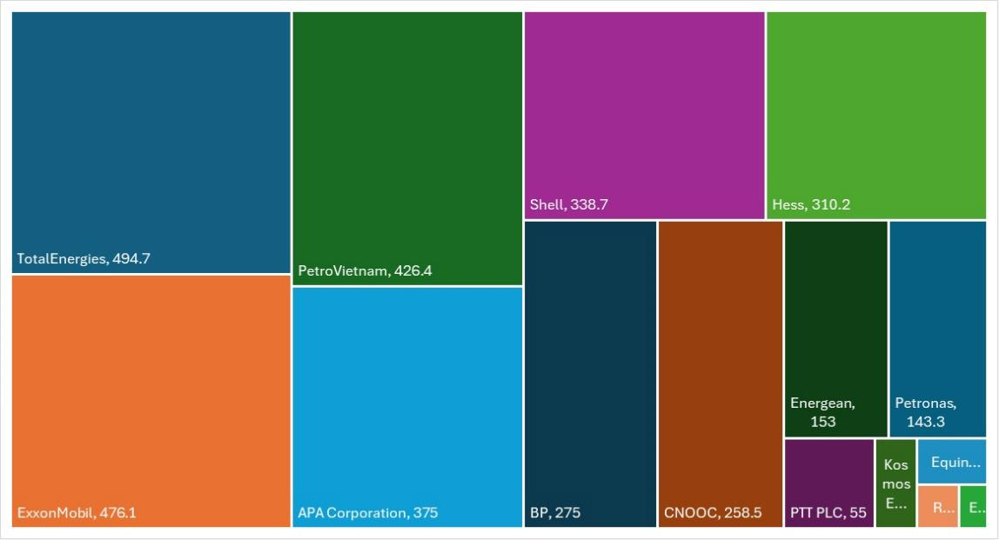 TotalEnergies, 494.7
PetroVietnam, 426.4
Shell, 338.7
Hess, 310.2
ExxonMobil, 476.1
APA Corporation, 375
BP, 275
CNOOC, 258.5
Energean,
153
Petronas,
143.3
PTT PLC, 55
Kos
mos
E...
Equin...
R...
E..